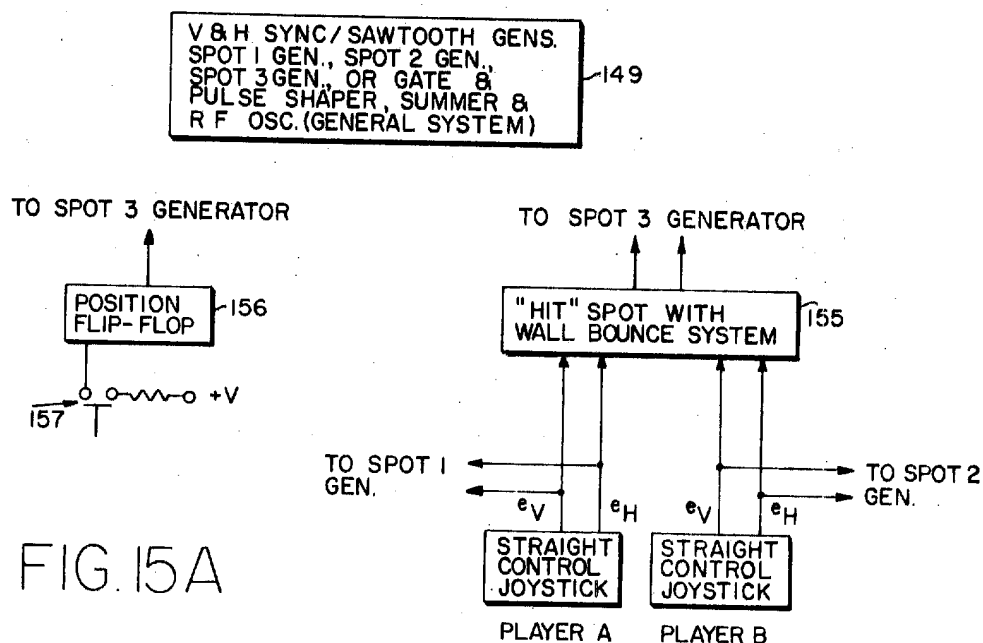 V & H SYNC/SAWTOOTH GENS.
SPOT 1 GEN., SPOT 2 GEN.,
SPOT 3 GEN., OR GATE &
PULSE SHAPER, SUMMER &
R F OSC. (GENERAL SYSTEM)
149
TO SPOT 3 GENERATOR
POSITION
FLIP-FLOP
156
157
+V
TO SPOT 3 GENERATOR
"HIT" SPOT WITH
WALL BOUNCE SYSTEM
155
TO SPOT 1
GEN.
TO SPOT 2
GEN.
eV
eH
eV
eH
STRAIGHT
CONTROL
JOYSTICK
STRAIGHT
CONTROL
JOYSTICK
PLAYER A
PLAYER B
FIG. 15A